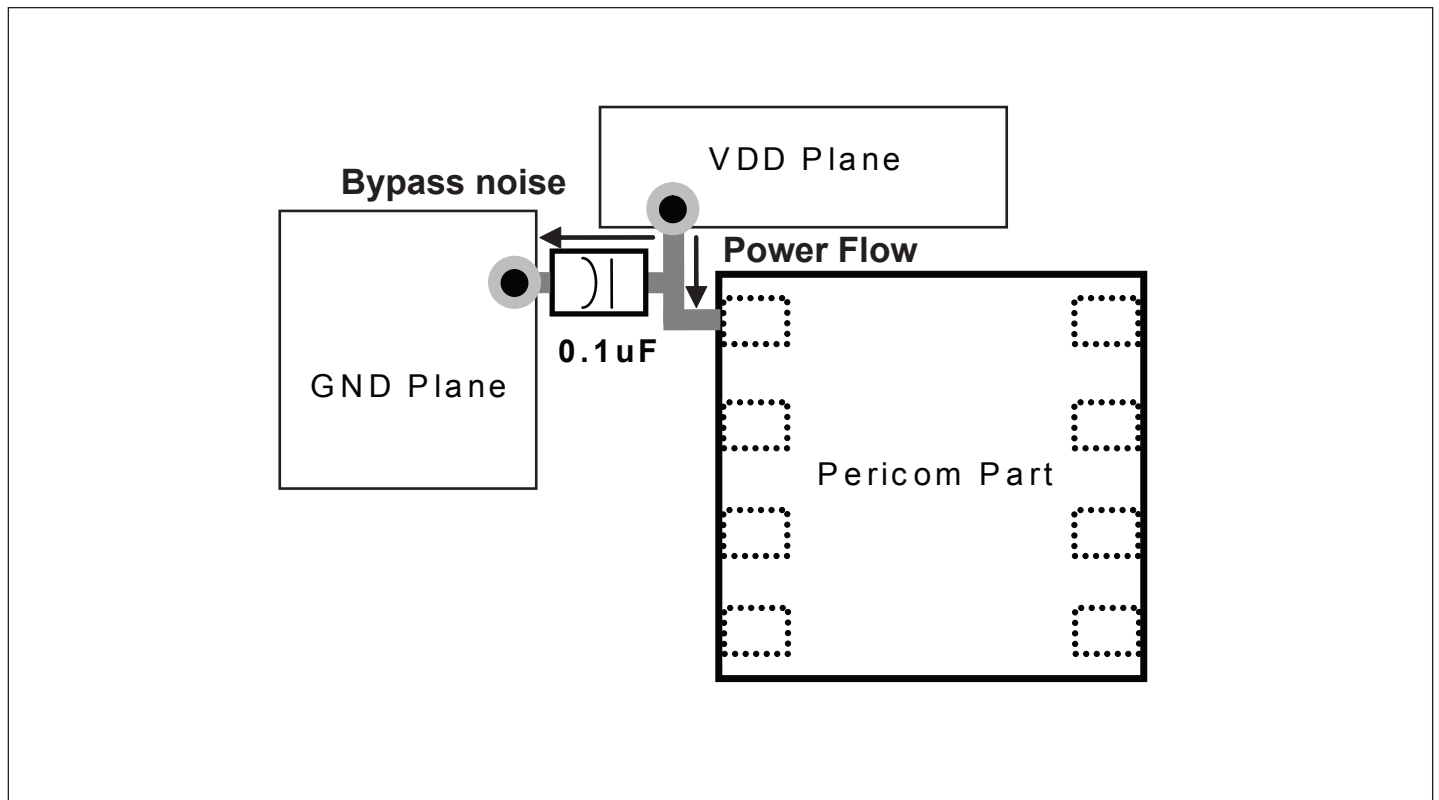 VDD Plane
Bypass noise
Power Flow
0.1uF
GND Plane
Pericom Part